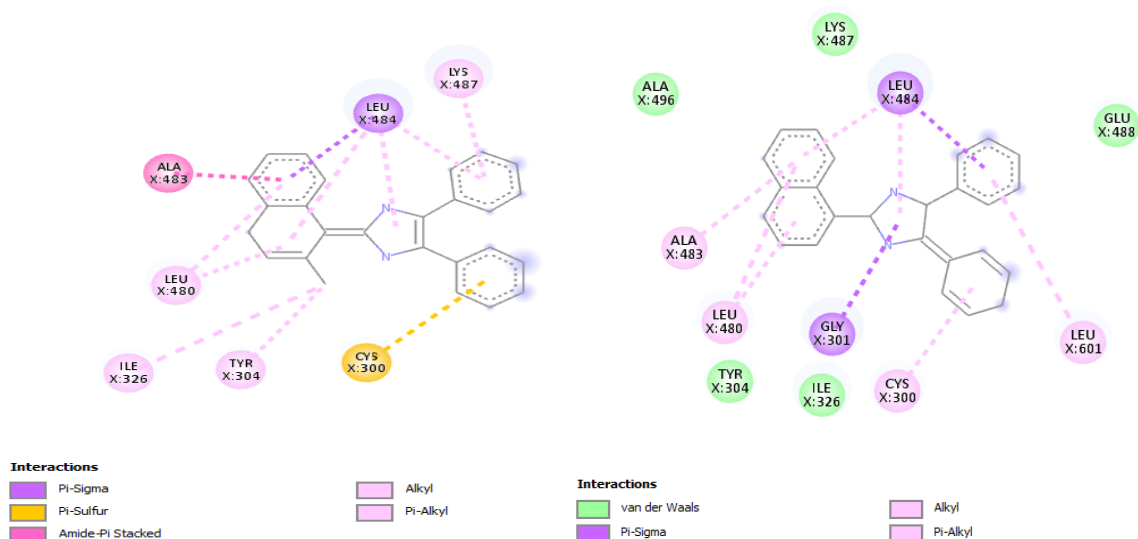 LYS
X:487
LEU
X:484
ALA
X:483
N
N
LEU
X:480
ILE
X:326
TYR
X:304
CYS
X:300
Interactions
Pi-Sigma
Pi-Sulfur
Amide-Pi Stacked
Alkyl
Pi-Alkyl
LYS
X:487
ALA
X:496
LEU
X:484
GLU
X:488
N
N
ALA
X:483
LEU
X:480
GLY
X:301
LEU
X:601
TYR
X:304
ILE
X:326
CYS
X:300
Interactions
van der Waals
Pi-Sigma
Alkyl
Pi-Alkyl